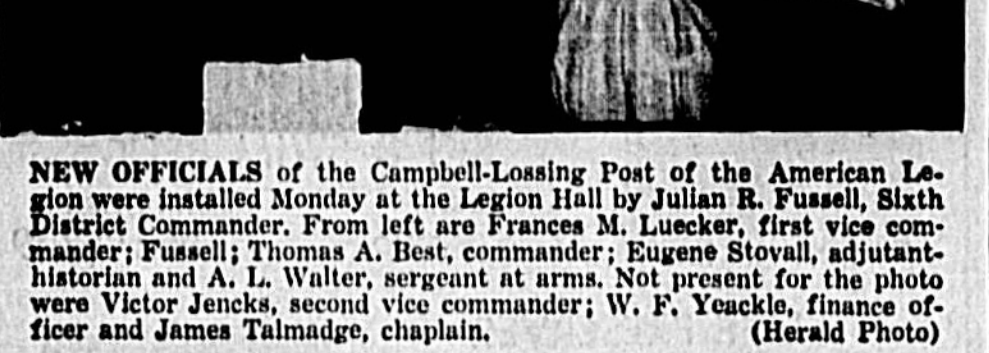 NEW OFFICIALS of the Campbell-Lossing Post of the American Le-
gion were installed Monday at the Legion Hall by Julian R. Fussell, Sixth
District Commander. From left are Frances M. Luecker, first vice com-
mander; Fussell; Thomas A. Best, commander; Eugene Stovall, adjutant-
historian and A. L. Walter, sergeant at arms. Not present for the photo
were Victor Jencks, second vice commander; W. F. Yeackle, finance of-
ficer and James Talmadge, chaplain. (Herald Photo)